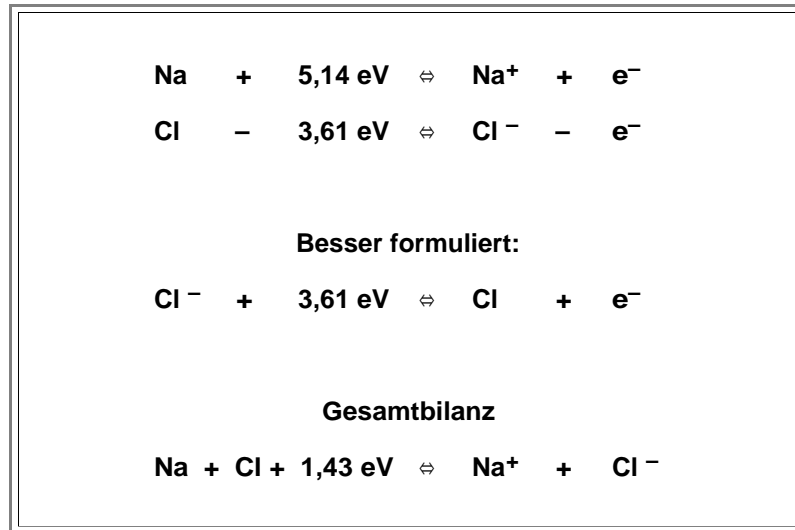 Na + 5,14 eV ⇔ Na⁺ + e⁻
Cl – 3,61 eV ⇔ Cl⁻ – e⁻
Besser formuliert:
Cl⁻ + 3,61 eV ⇔ Cl + e⁻
Gesamtbilanz
Na + Cl + 1,43 eV ⇔ Na⁺ + Cl⁻